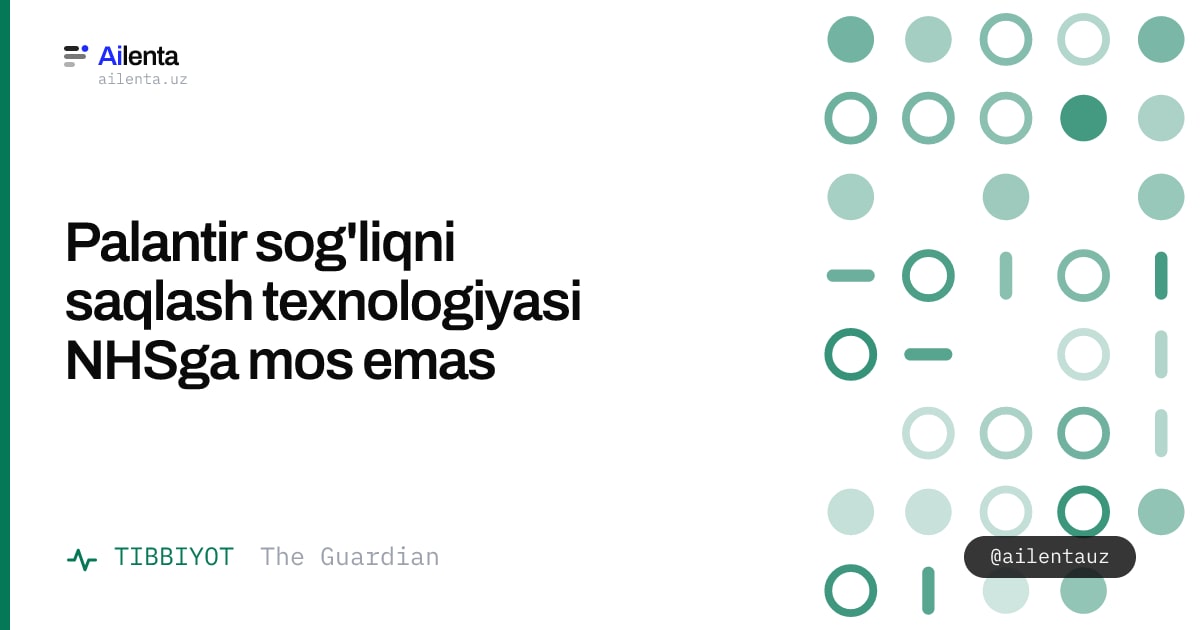 Ailenta
ailenta.uz
Palantir sog'liqni
saqlash texnologiyasi
NHSga mos emas
TIBBIYOT The Guardian
@ailentauz